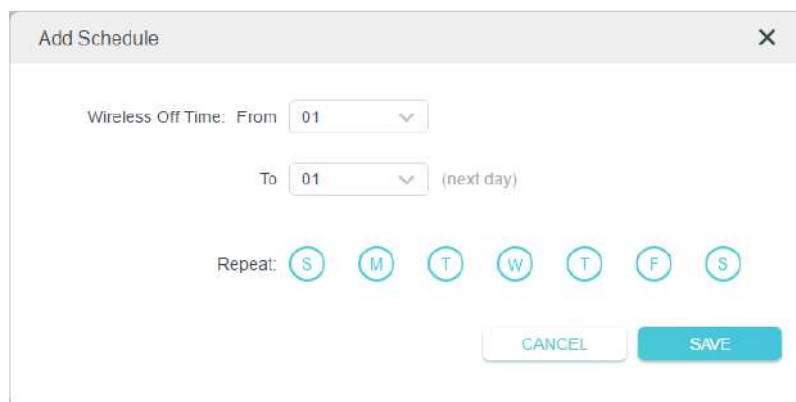 Add Schedule
Wireless Off Time: From 01
To 01 (next day)
Repeat: S M T W T F S
CANCEL SAVE